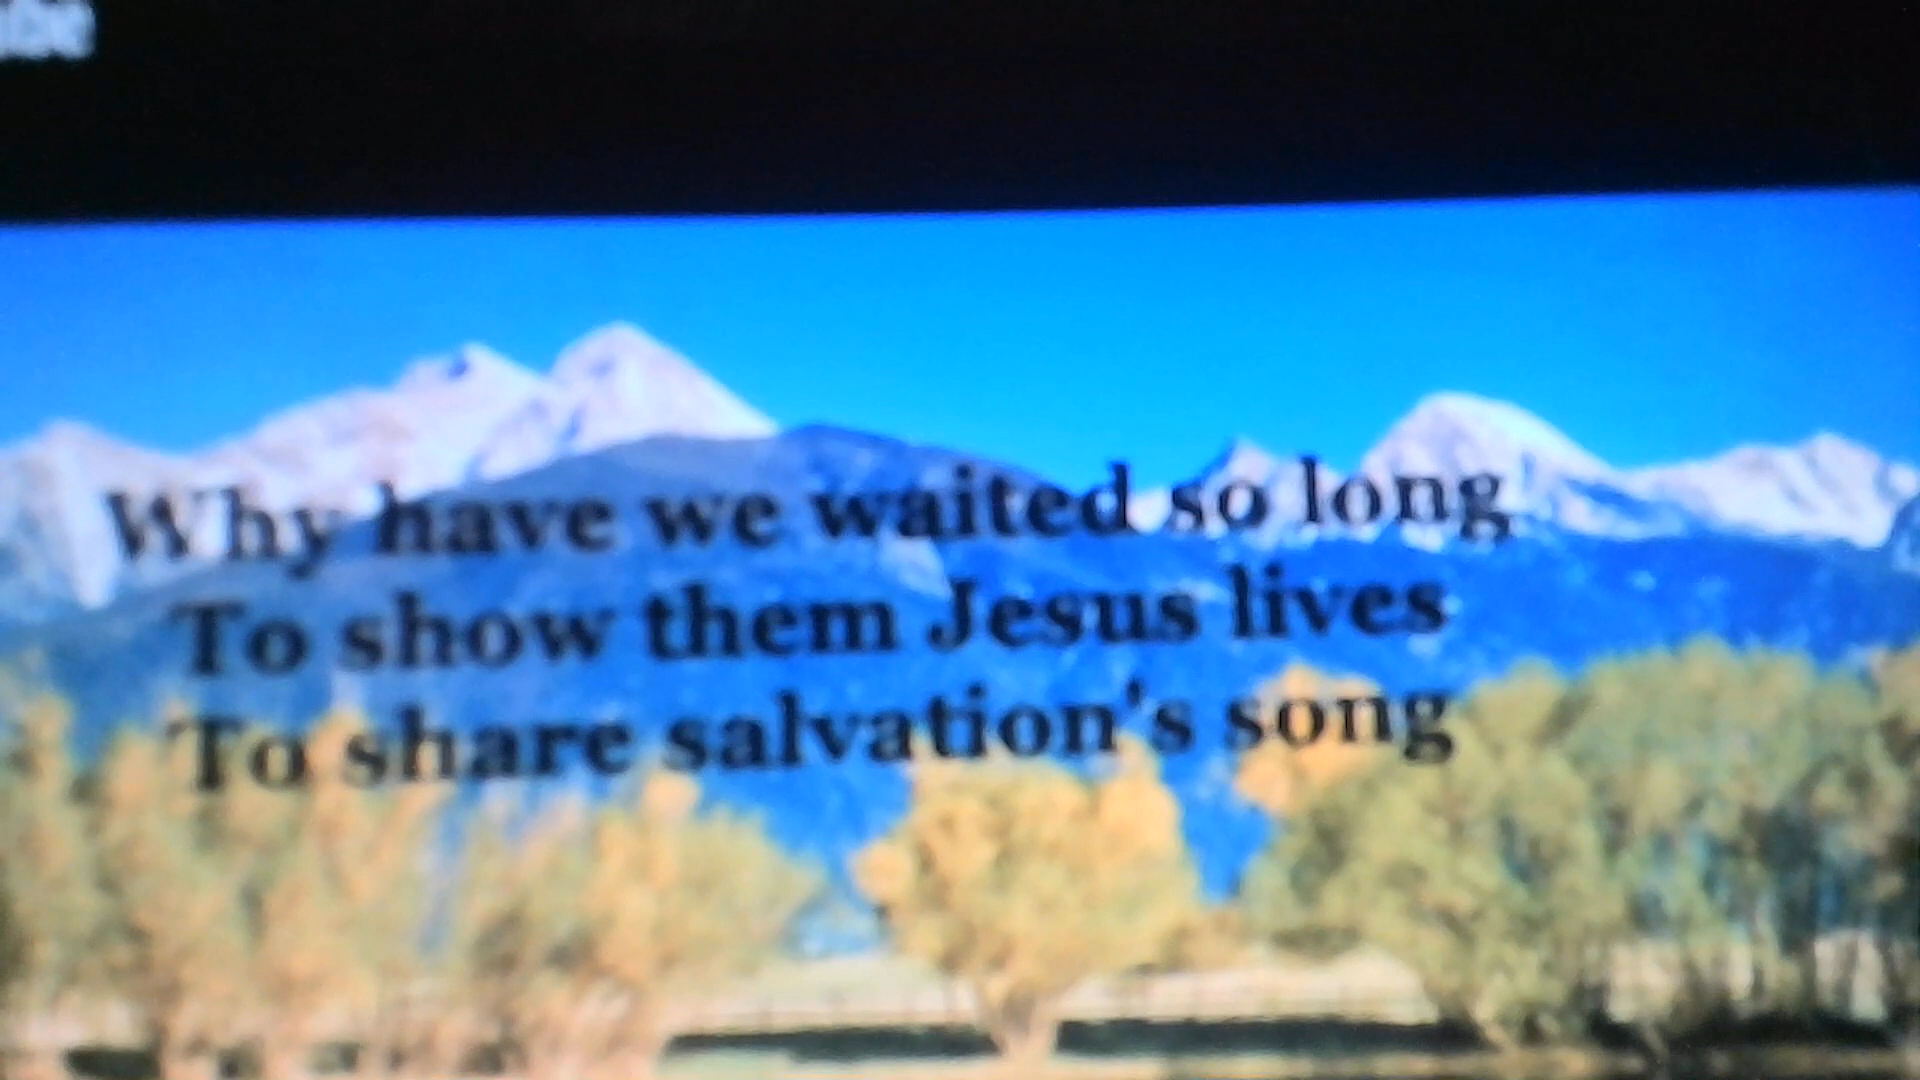 Why have we waited so long
To show them Jesus lives
To share salvation's song